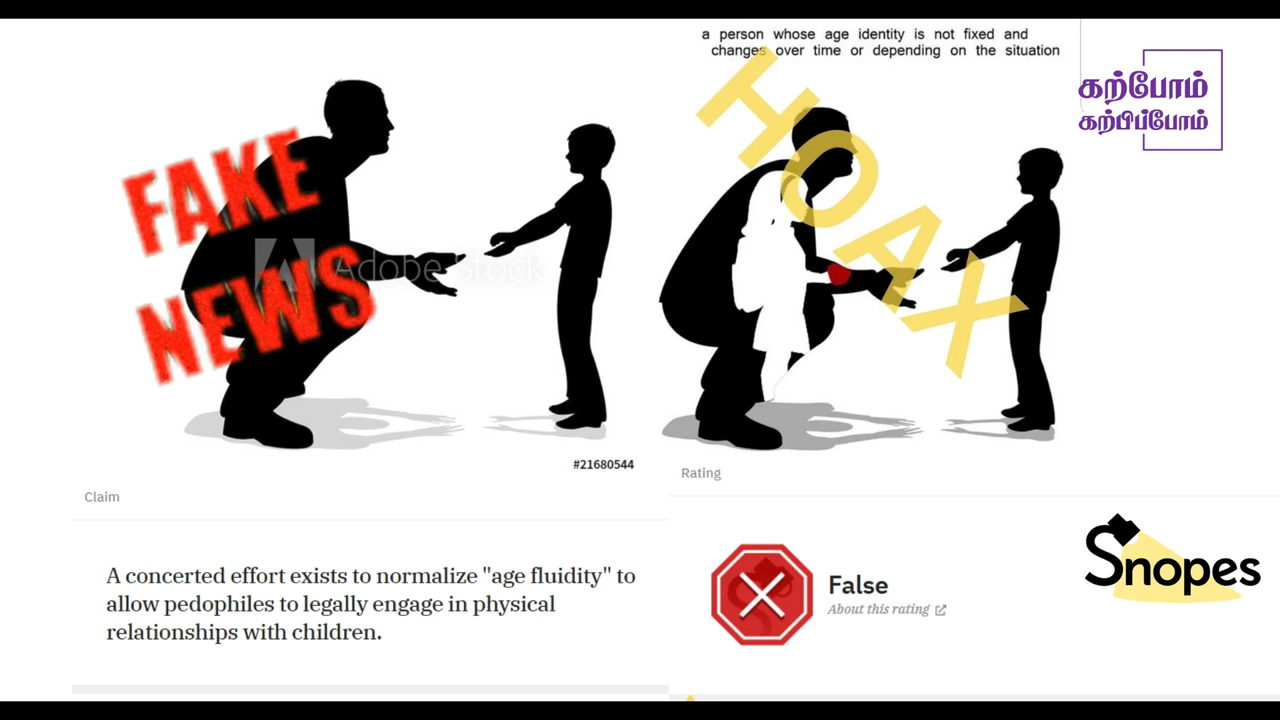 a person whose age identity is not fixed and
changes over time or depending on the situation
கற்போம்
கற்பிப்போம்
FAKE
NEWS
HOAX
Adobe Stock
#21680544
Claim
Rating
A concerted effort exists to normalize "age fluidity" to
allow pedophiles to legally engage in physical
relationships with children.
False
About this rating
Snopes